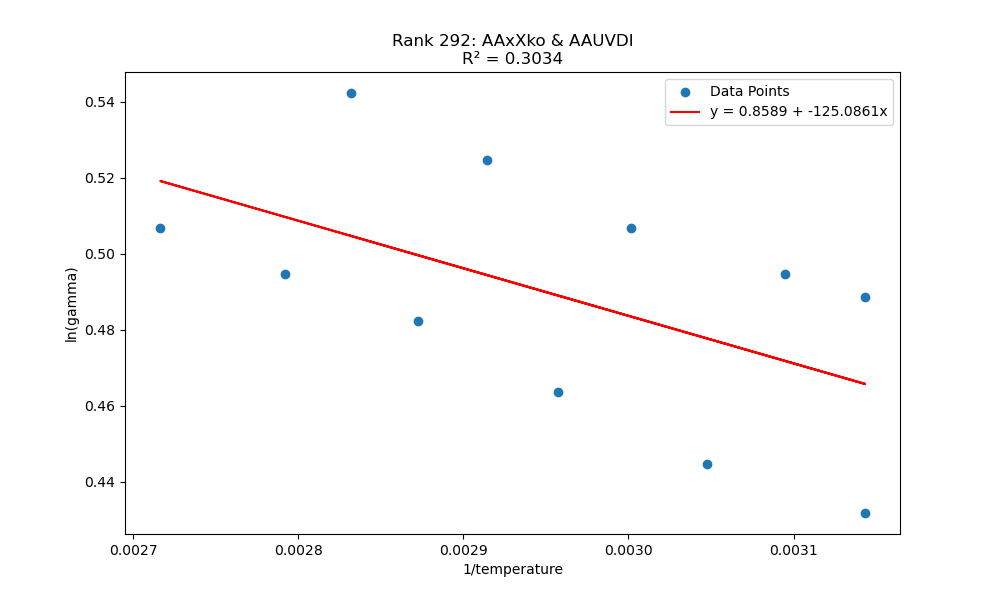 Rank 292: AAxXko & AAUVDI
R² = 0.3034
Data Points
y = 0.8589 + -125.0861x
ln(gamma)
0.54
0.52
0.50
0.48
0.46
0.44
0.0027
0.0028
0.0029
0.0030
0.0031
1/temperature